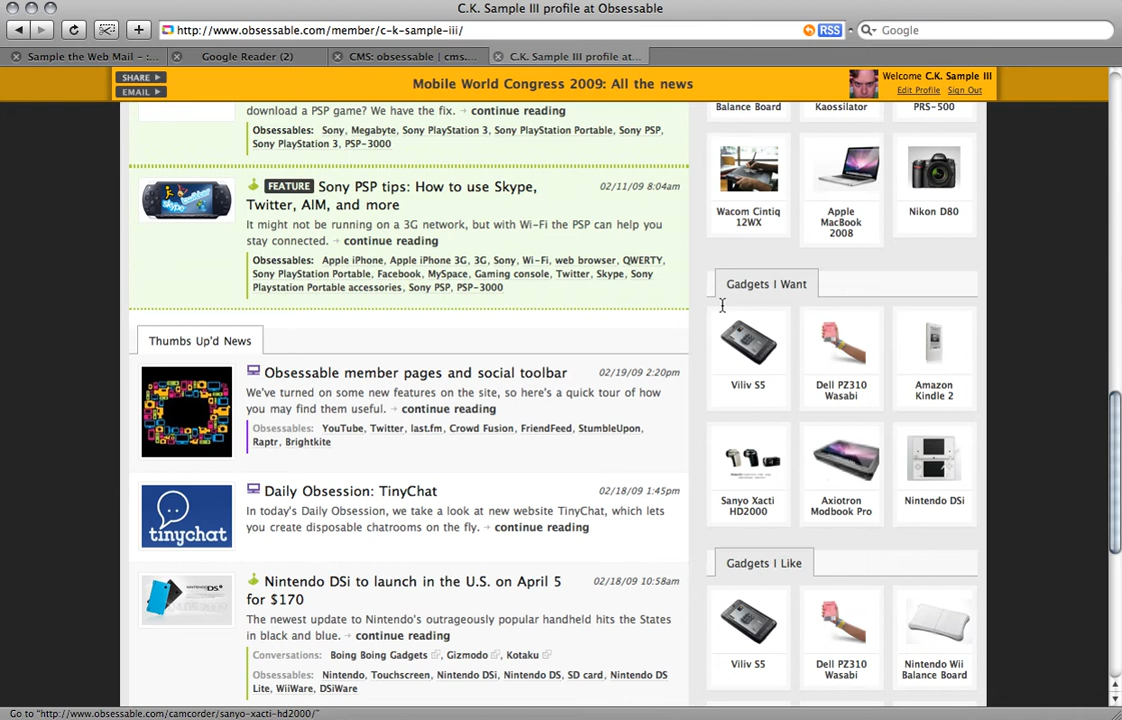 C.K. Sample III profile at Obsessable
http://www.obsessable.com/member/c-k-sample-iii/
RSS
Google
Sample the Web Mail – :...
Google Reader (2)
CMS: obsessable | cms...
C.K. Sample III profile at...
SHARE
EMAIL
Mobile World Congress 2009: All the news
Welcome C.K. Sample III
Edit Profile
Sign Out
download a PSP game? We have the fix. → continue reading
Obsessables: Sony, Megabyte, Sony PlayStation 3, Sony PlayStation Portable, Sony PSP,
Sony PlayStation 3, PSP-3000
FEATURE Sony PSP tips: How to use Skype,
Twitter, AIM, and more
02/11/09 8:04am
It might not be running on a 3G network, but with Wi-Fi the PSP can help you
stay connected. → continue reading
Obsessables: Apple iPhone, Apple iPhone 3G, 3G, Sony, Wi-Fi, web browser, QWERTY,
Sony PlayStation Portable, Facebook, MySpace, Gaming console, Twitter, Skype, Sony
Playstation Portable accessories, Sony PSP, PSP-3000
Thumbs Up'd News
Obsessable member pages and social toolbar
02/19/09 2:20pm
We've turned on some new features on the site, so here's a quick tour of how
you may find them useful. → continue reading
Obsessables: YouTube, Twitter, last.fm, Crowd Fusion, FriendFeed, StumbleUpon,
Raptr, Brightkite
tinychat
Daily Obsession: TinyChat
02/18/09 1:45pm
In today's Daily Obsession, we take a look at new website TinyChat, which lets
you create disposable chatrooms on the fly. → continue reading
Nintendo DSi to launch in the U.S. on April 5
for $170
02/18/09 10:58am
The newest update to Nintendo's outrageously popular handheld hits the States
in black and blue. → continue reading
Conversations: Boing Boing Gadgets, Gizmodo, Kotaku
Obsessables: Nintendo, Touchscreen, Nintendo DSi, Nintendo DS, SD card, Nintendo DS
Lite, WiiWare, DSiWare
Balance Board
Kaossilator
PRS-500
Wacom Cintiq
12WX
Apple
MacBook
2008
Nikon D80
Gadgets I Want
Viliv S5
Dell PZ310
Wasabi
Amazon
Kindle 2
Sanyo Xacti
HD2000
Axiotron
Modbook Pro
Nintendo DSi
Gadgets I Like
Viliv S5
Dell PZ310
Wasabi
Nintendo Wii
Balance Board
Go to "http://www.obsessable.com/camcorder/sanyo-xacti-hd2000/"